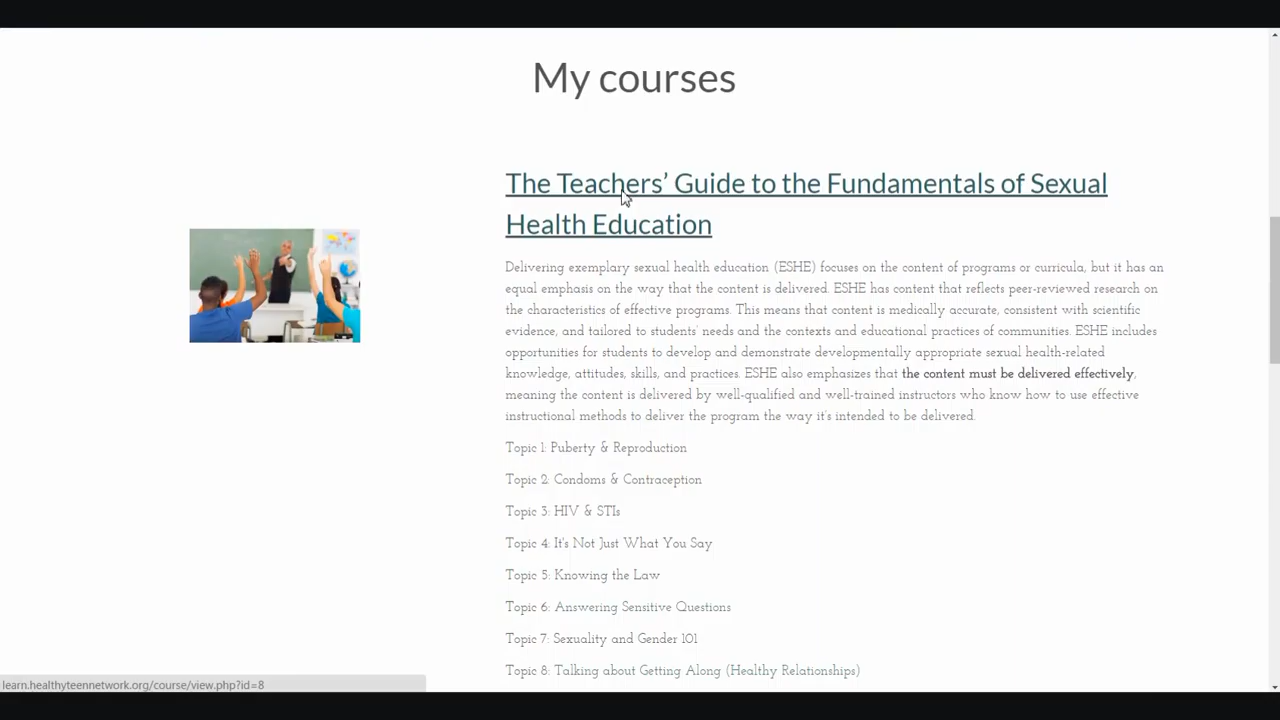 My courses
The Teachers’ Guide to the Fundamentals of Sexual
Health Education
Delivering exemplary sexual health education (ESHE) focuses on the content of programs or curricula, but it has an
equal emphasis on the way that the content is delivered. ESHE has content that reflects peer-reviewed research on
the characteristics of effective programs. This means that content is medically accurate, consistent with scientific
evidence, and tailored to students’ needs and the contexts and educational practices of communities. ESHE includes
opportunities for students to develop and demonstrate developmentally appropriate sexual health-related
knowledge, attitudes, skills, and practices. ESHE also emphasizes that the content must be delivered effectively,
meaning the content is delivered by well-qualified and well-trained instructors who know how to use effective
instructional methods to deliver the program the way it’s intended to be delivered.
Topic 1: Puberty & Reproduction
Topic 2: Condoms & Contraception
Topic 3: HIV & STIs
Topic 4: It's Not Just What You Say
Topic 5: Knowing the Law
Topic 6: Answering Sensitive Questions
Topic 7: Sexuality and Gender 101
Topic 8: Talking about Getting Along (Healthy Relationships)
learn.healthyteennetwork.org/course/view.php?id=8